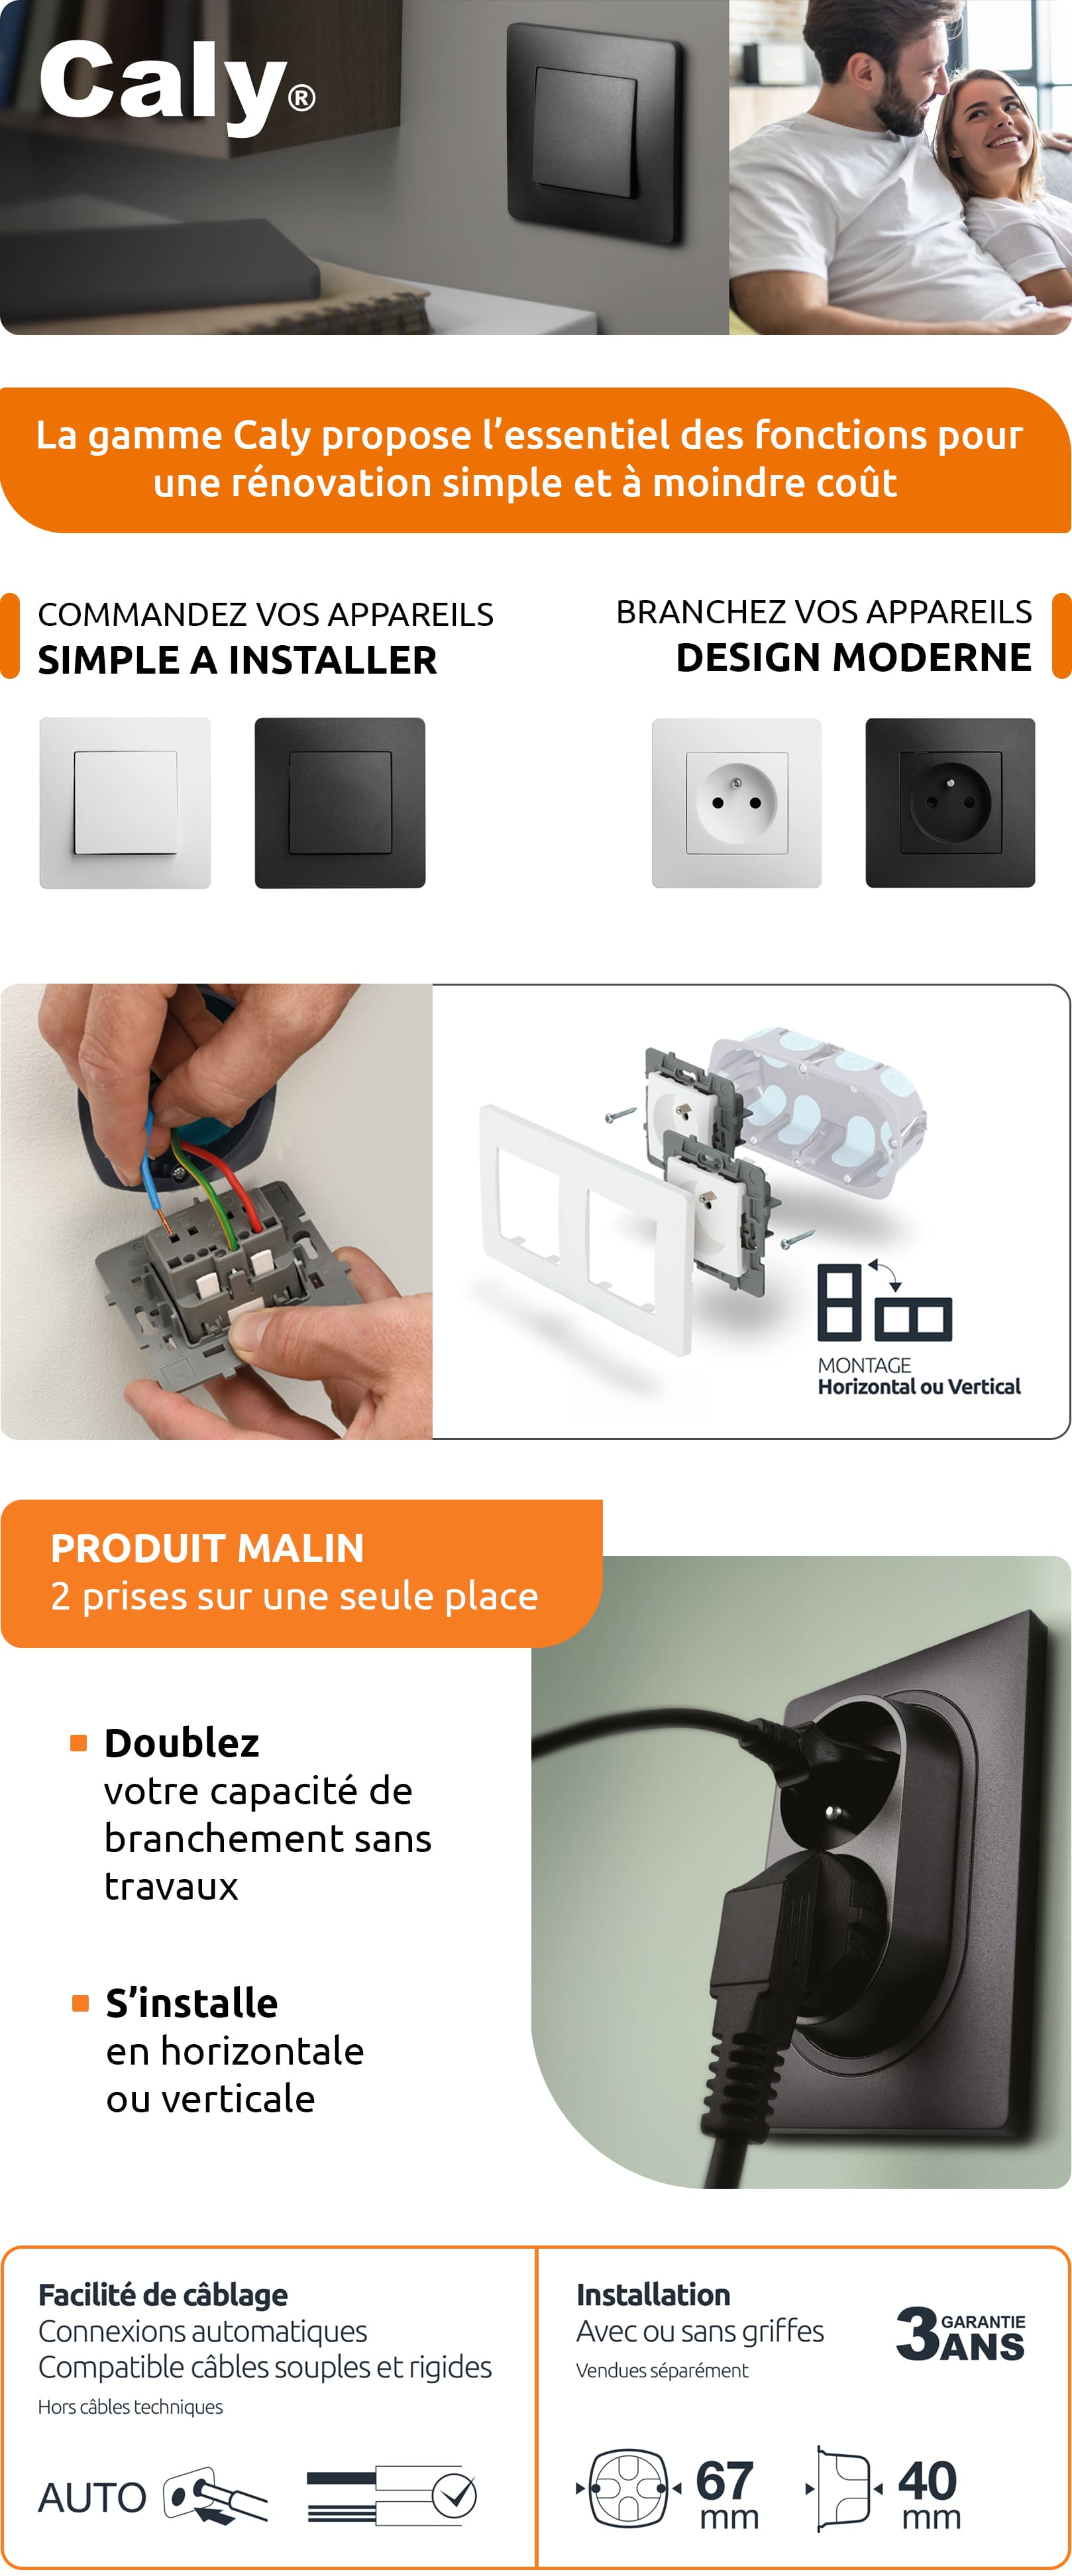 Caly®
La gamme Caly propose l’essentiel des fonctions pour
une rénovation simple et à moindre coût
COMMANDEZ VOS APPAREILS
SIMPLE A INSTALLER
BRANCHEZ VOS APPAREILS
DESIGN MODERNE
MONTAGE
Horizontal ou Vertical
PRODUIT MALIN
2 prises sur une seule place
Doublez
votre capacité de
branchement sans
travaux
S’installe
en horizontale
ou verticale
Facilité de câblage
Connexions automatiques
Compatible câbles souples et rigides
Hors câbles techniques
AUTO
Installation
Avec ou sans griffes
Vendues séparément
3 GARANTIE
ANS
67
mm
40
mm